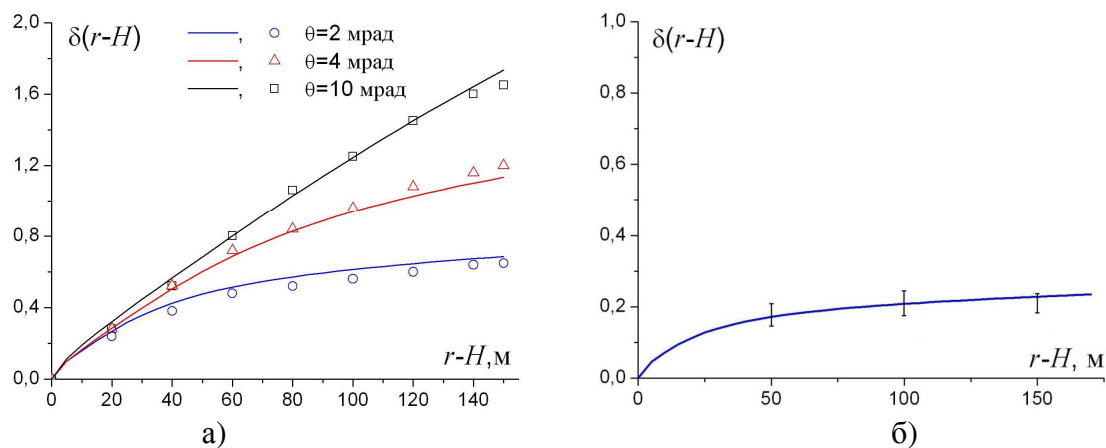 2,0
δ(r-H)
, θ=2 мрад
, θ=4 мрад
, θ=10 мрад
1,6
1,2
0,8
0,4
0,0
r-H,м
0 20 40 60 80 100 120 140
а)
1,0
δ(r-H)
0,8
0,6
0,4
0,2
0,0
r-H, м
0 50 100 150
б)